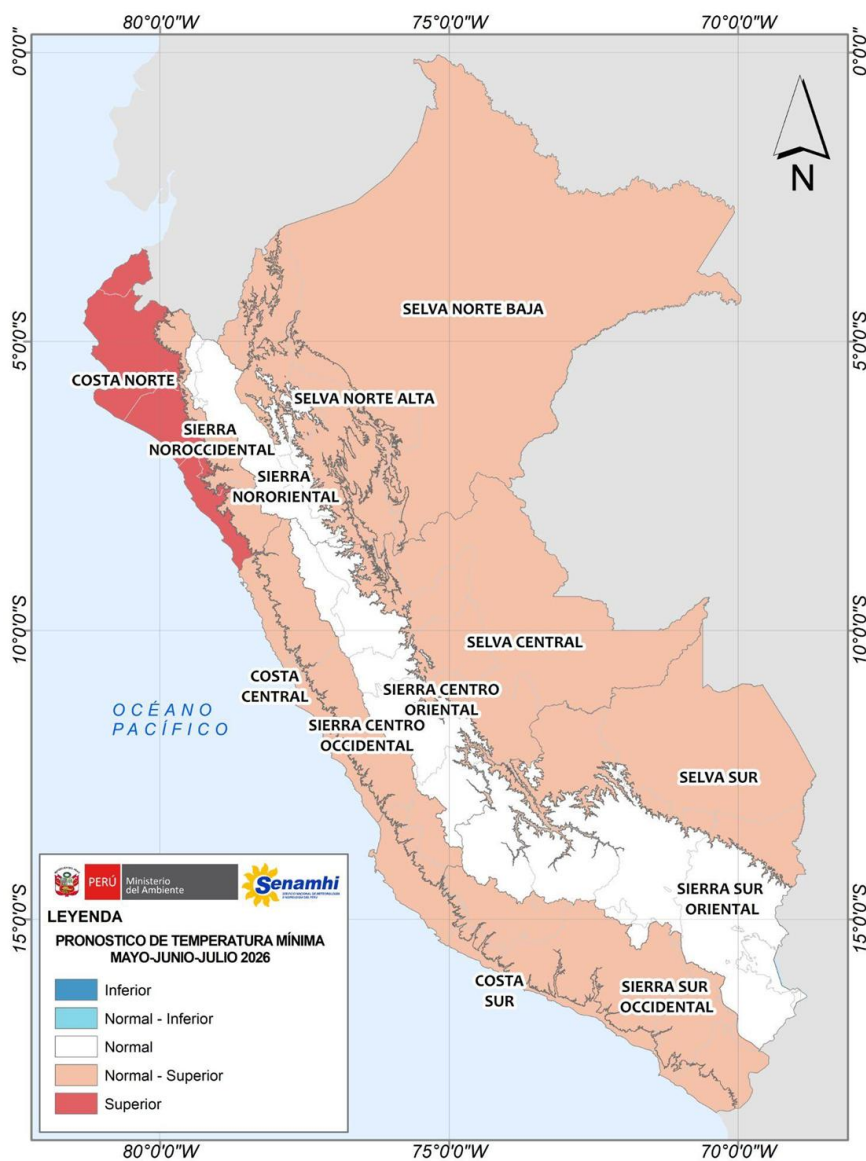 80°0'0"W 75°0'0"W 70°0'0"W
0°0'0"
0°0'0"
N
SELVA NORTE BAJA
5°0'0"S
5°0'0"S
COSTA NORTE
SELVA NORTE ALTA
SIERRA
NOROCCIDENTAL
SIERRA
NORORIENTAL
10°0'0"S
10°0'0"S
SELVA CENTRAL
COSTA
CENTRAL
SIERRA CENTRO
ORIENTAL
OCÉANO
PACÍFICO
SIERRA CENTRO
OCCIDENTAL
SELVA SUR
SIERRA SUR
ORIENTAL
15°0'0"S
15°0'0"S
COSTA
SUR
SIERRA SUR
OCCIDENTAL
PERÚ Ministerio
del Ambiente
Senamhi
LEYENDA
PRONOSTICO DE TEMPERATURA MÍNIMA
MAYO-JUNIO-JULIO 2026
Inferior
Normal - Inferior
Normal
Normal - Superior
Superior
80°0'0"W 75°0'0"W 70°0'0"W